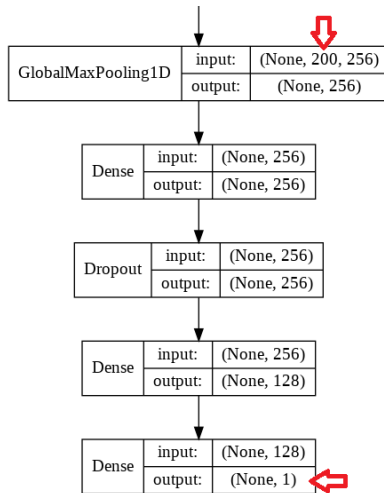 GlobalMaxPooling1D
input: (None, 200, 256)
output: (None, 256)
Dense
input: (None, 256)
output: (None, 256)
Dropout
input: (None, 256)
output: (None, 256)
Dense
input: (None, 256)
output: (None, 128)
Dense
input: (None, 128)
output: (None, 1)